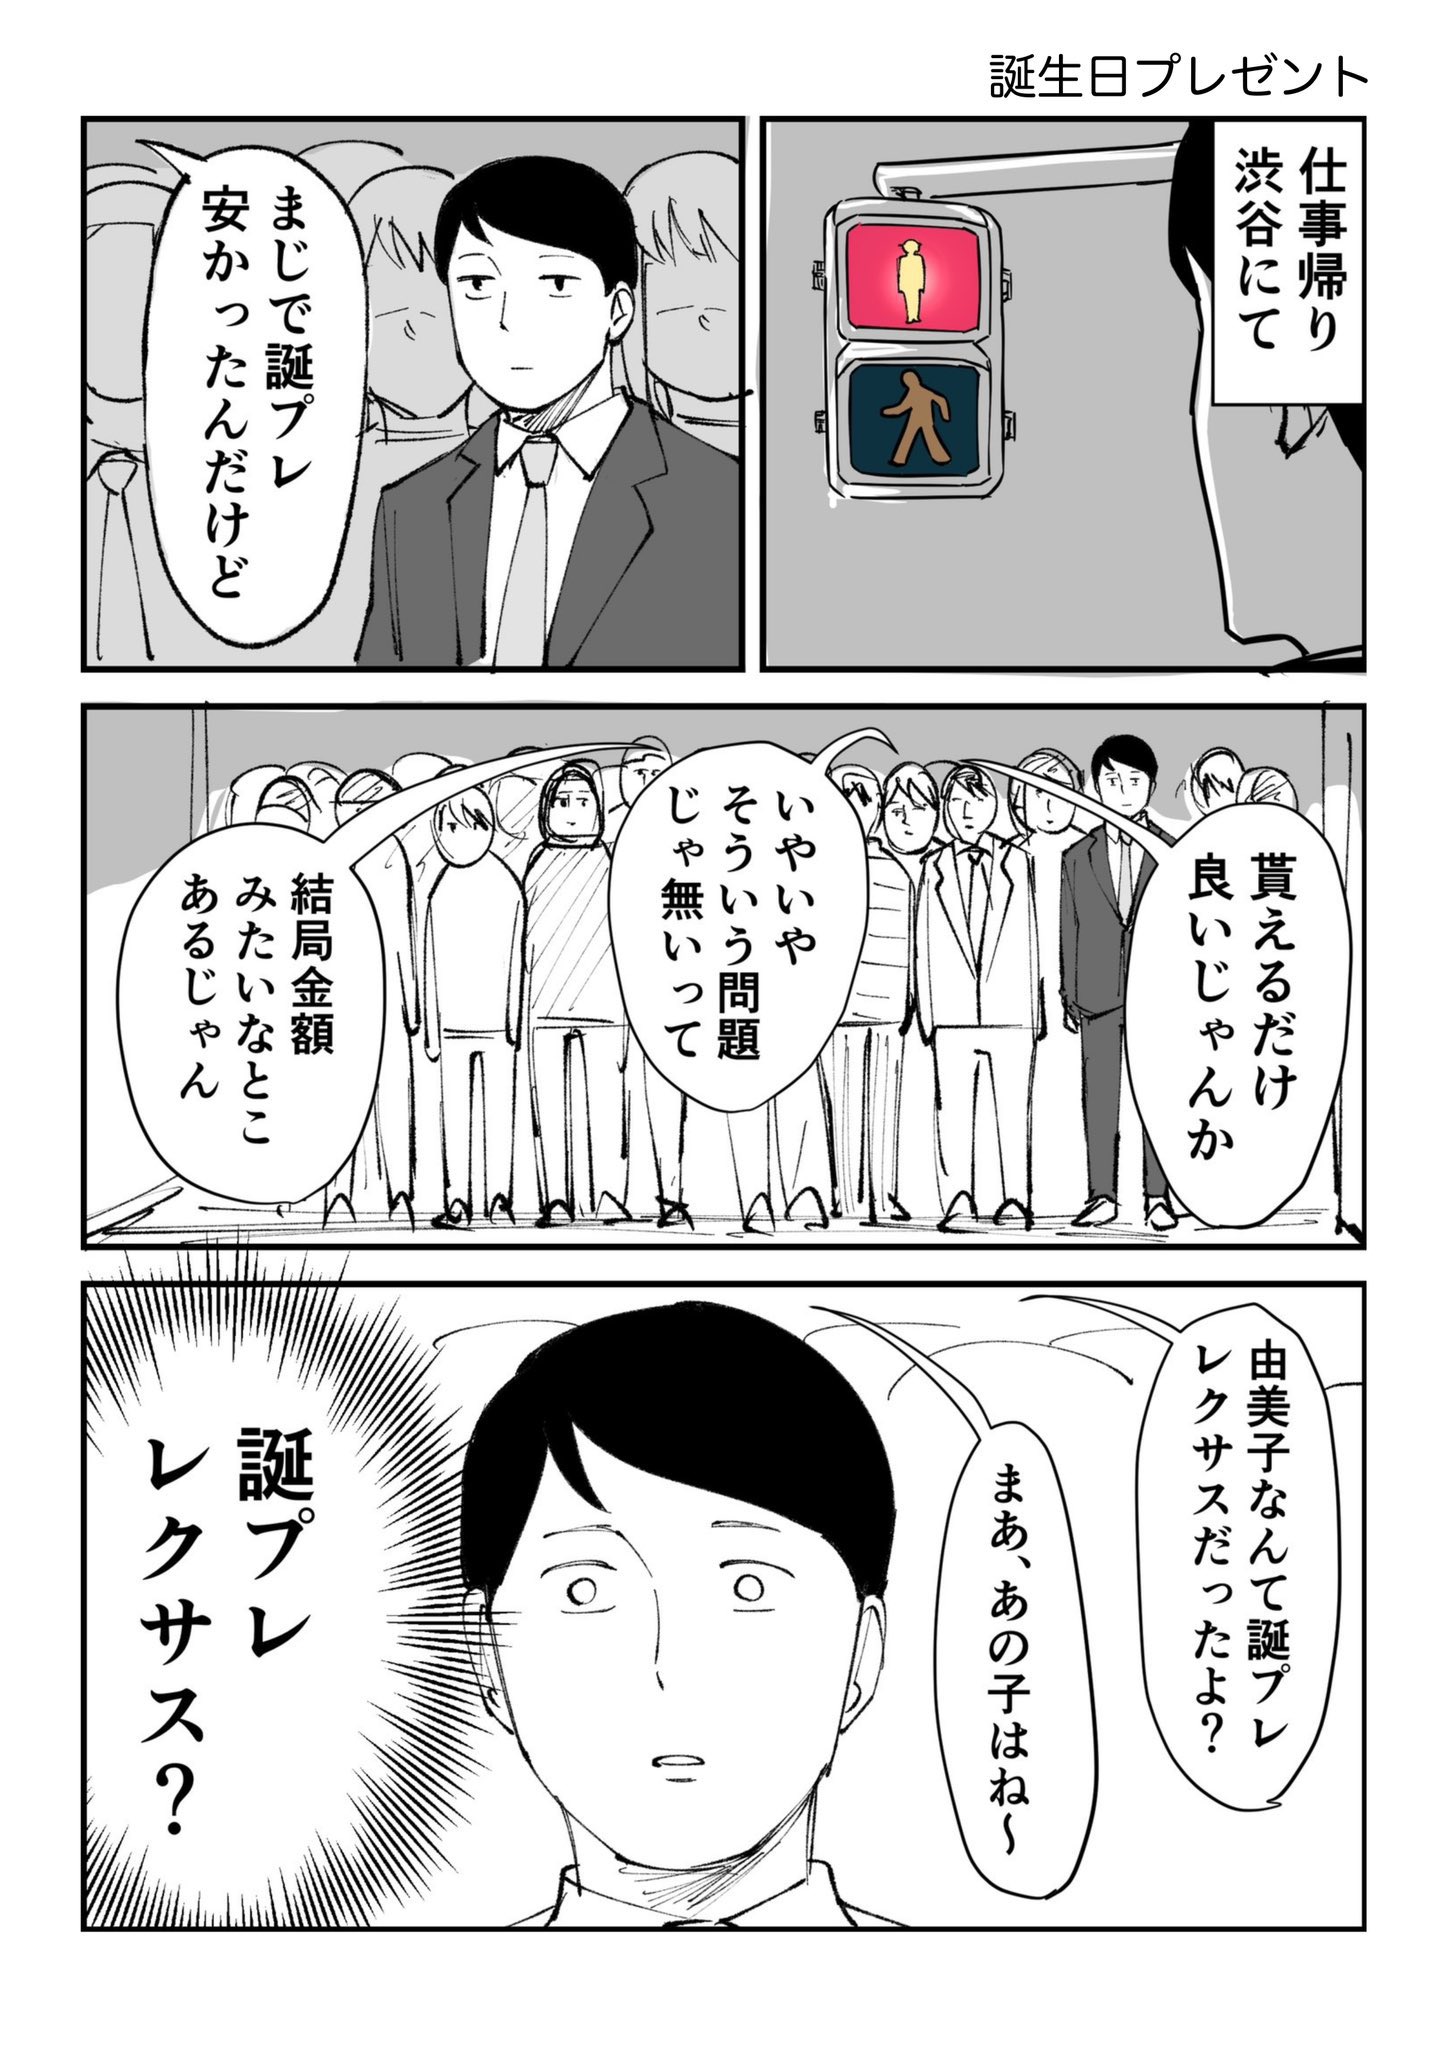 誕生日プレゼント
仕事帰り
渋谷にて
まじで誕プレ
安かったんだけど
貰えるだけ
良いじゃんか
いやいや
そういう問題
じゃ無いって
結局金額
みたいなとこ
あるじゃん
由美子なんて誕プレ
レクサスだったよ?
まあ、あの子はね〜
誕プレ
レクサス?